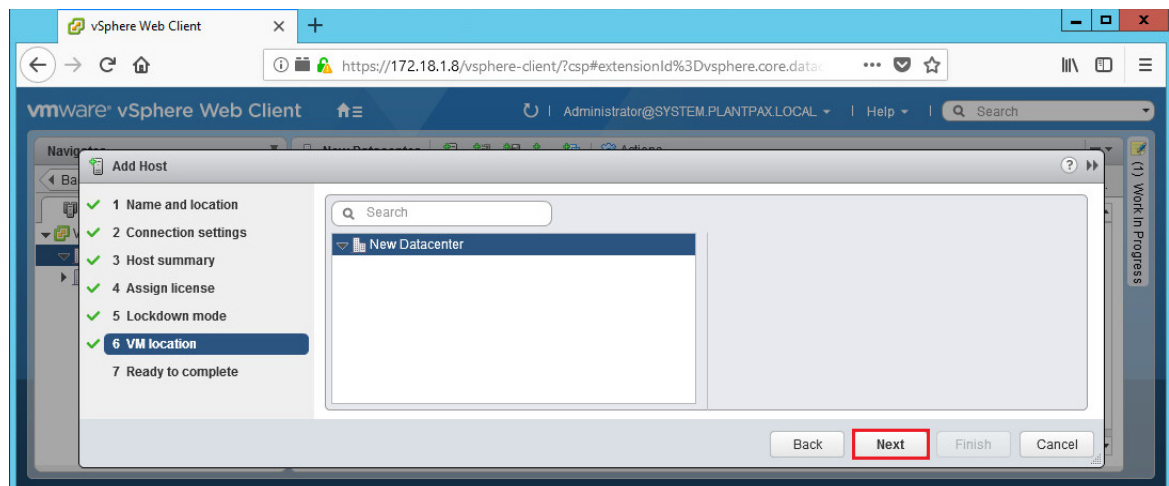 vSphere Web Client
https://172.18.1.8/vsphere-client/?csp#extensionId%3Dvsphere.core.datac
vmware® vSphere Web Client
Administrator@SYSTEM.PLANTPAX.LOCAL
Help
Search
New Datacenter
Actions
Add Host
(1) Work In Progress
1 Name and location
2 Connection settings
3 Host summary
4 Assign license
5 Lockdown mode
6 VM location
7 Ready to complete
Search
New Datacenter
Back
Next
Finish
Cancel